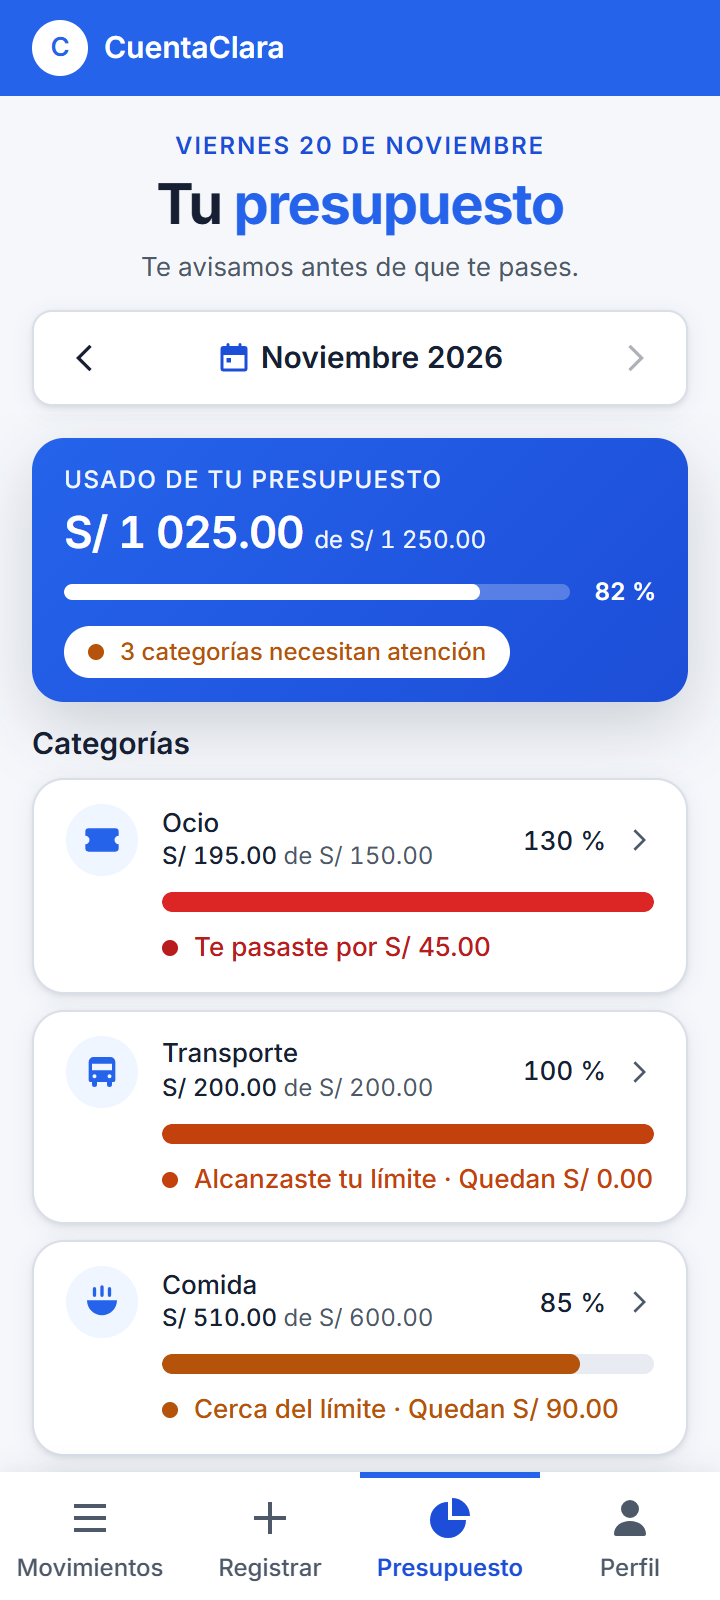 C CuentaClara
VIERNES 20 DE NOVIEMBRE
Tu presupuesto
Te avisamos antes de que te pases.
Noviembre 2026
USADO DE TU PRESUPUESTO
S/ 1 025.00 de S/ 1 250.00
82 %
3 categorías necesitan atención
Categorías
Ocio
S/ 195.00 de S/ 150.00
130 %
Te pasaste por S/ 45.00
Transporte
S/ 200.00 de S/ 200.00
100 %
Alcanzaste tu límite · Quedan S/ 0.00
Comida
S/ 510.00 de S/ 600.00
85 %
Cerca del límite · Quedan S/ 90.00
Movimientos Registrar Presupuesto Perfil